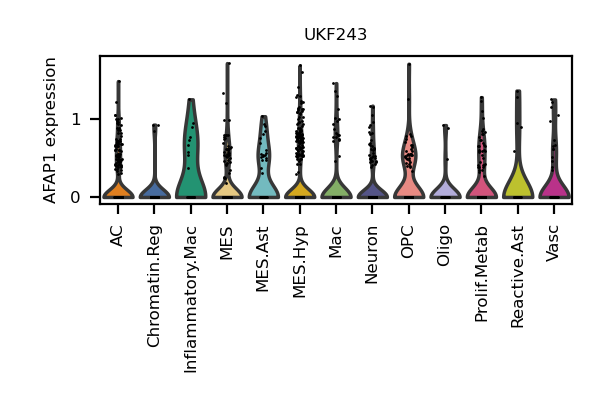 UKF243
AFAP1 expression
1
0
AC
Chromatin.Reg
Inflammatory.Mac
MES
MES.Ast
MES.Hyp
Mac
Neuron
OPC
Oligo
Prolif.Metab
Reactive.Ast
Vasc